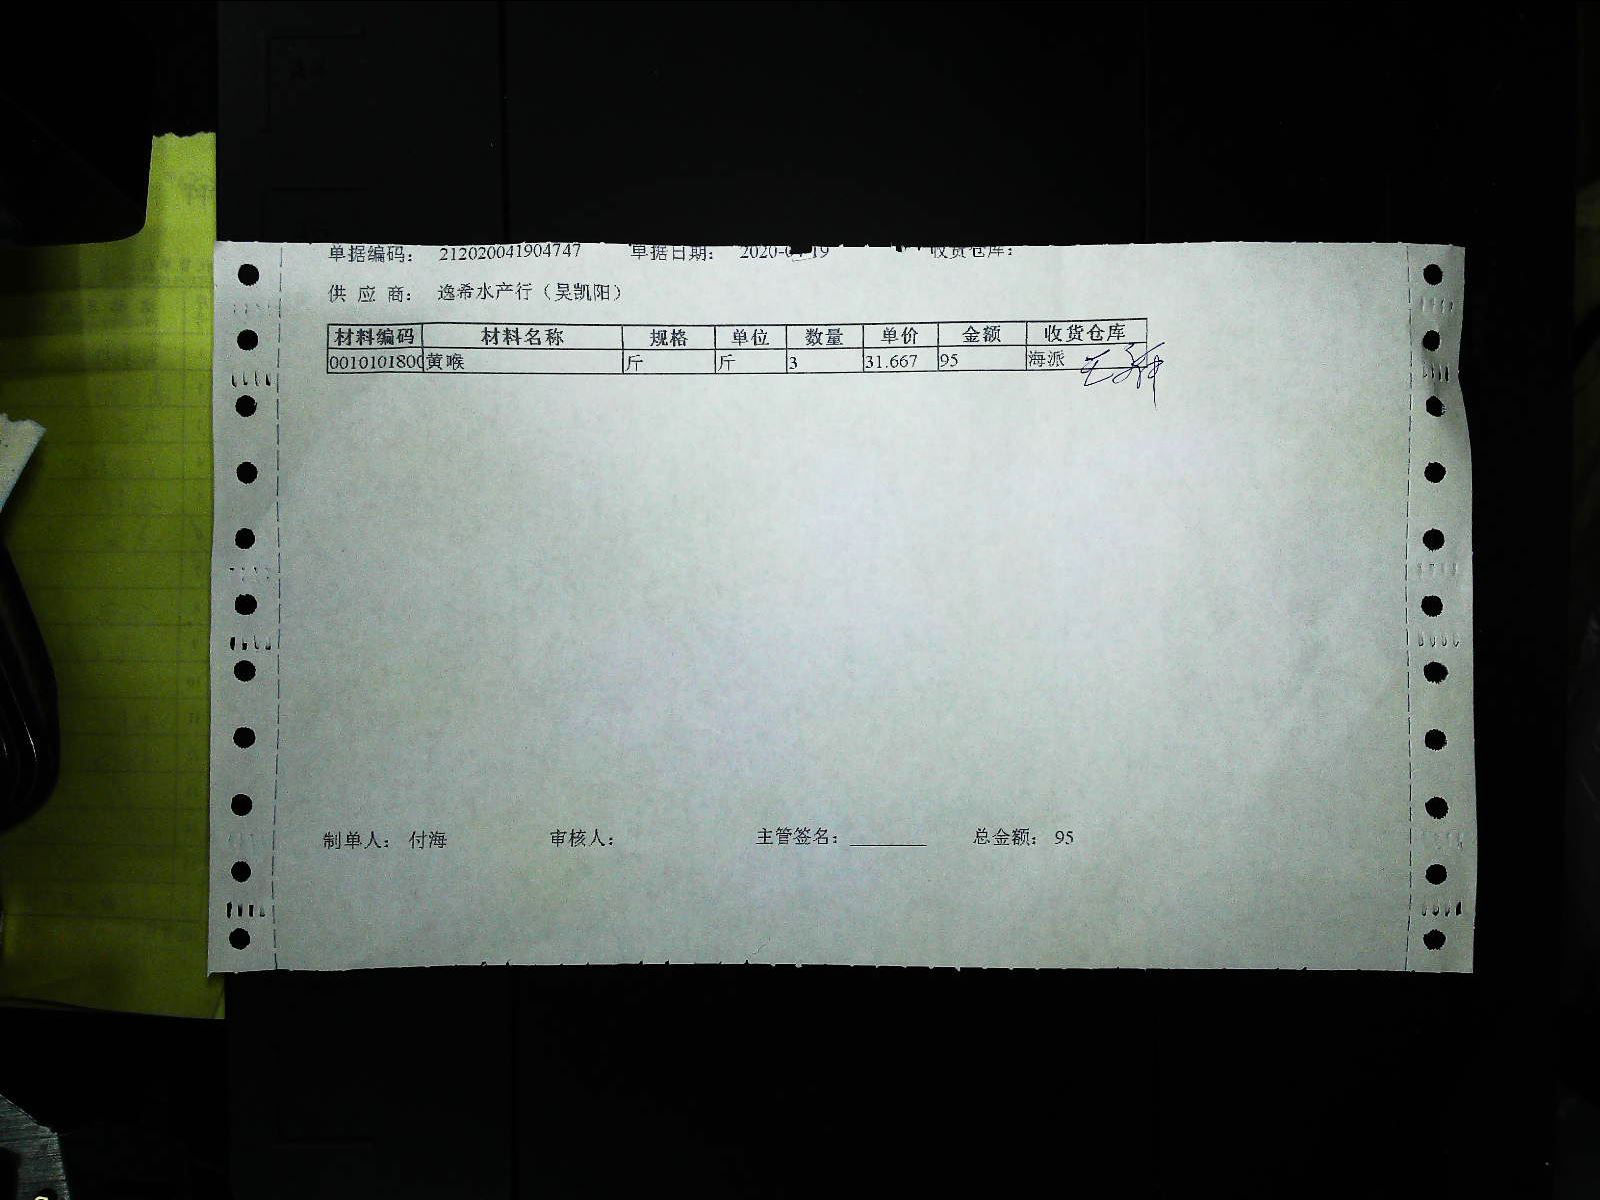 单据编码： 212020041904747 单据日期： 2020-04-19 收货仓库：
供 应 商： 逸希水产行（吴凯阳）
材料编码 材料名称 规格 单位 数量 单价 金额 收货仓库
0010101800 黄喉 斤 斤 3 31.667 95 海派
制单人： 付海 审核人： 主管签名： 总金额： 95